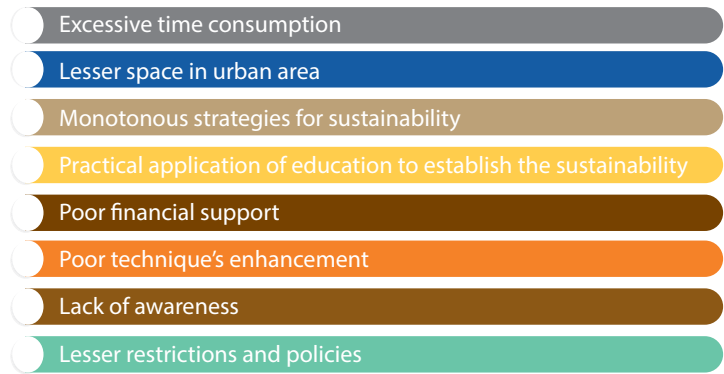 Excessive time consumption
Lesser space in urban area
Monotonous strategies for sustainability
Practical application of education to establish the sustainability
Poor financial support
Poor technique's enhancement
Lack of awareness
Lesser restrictions and policies